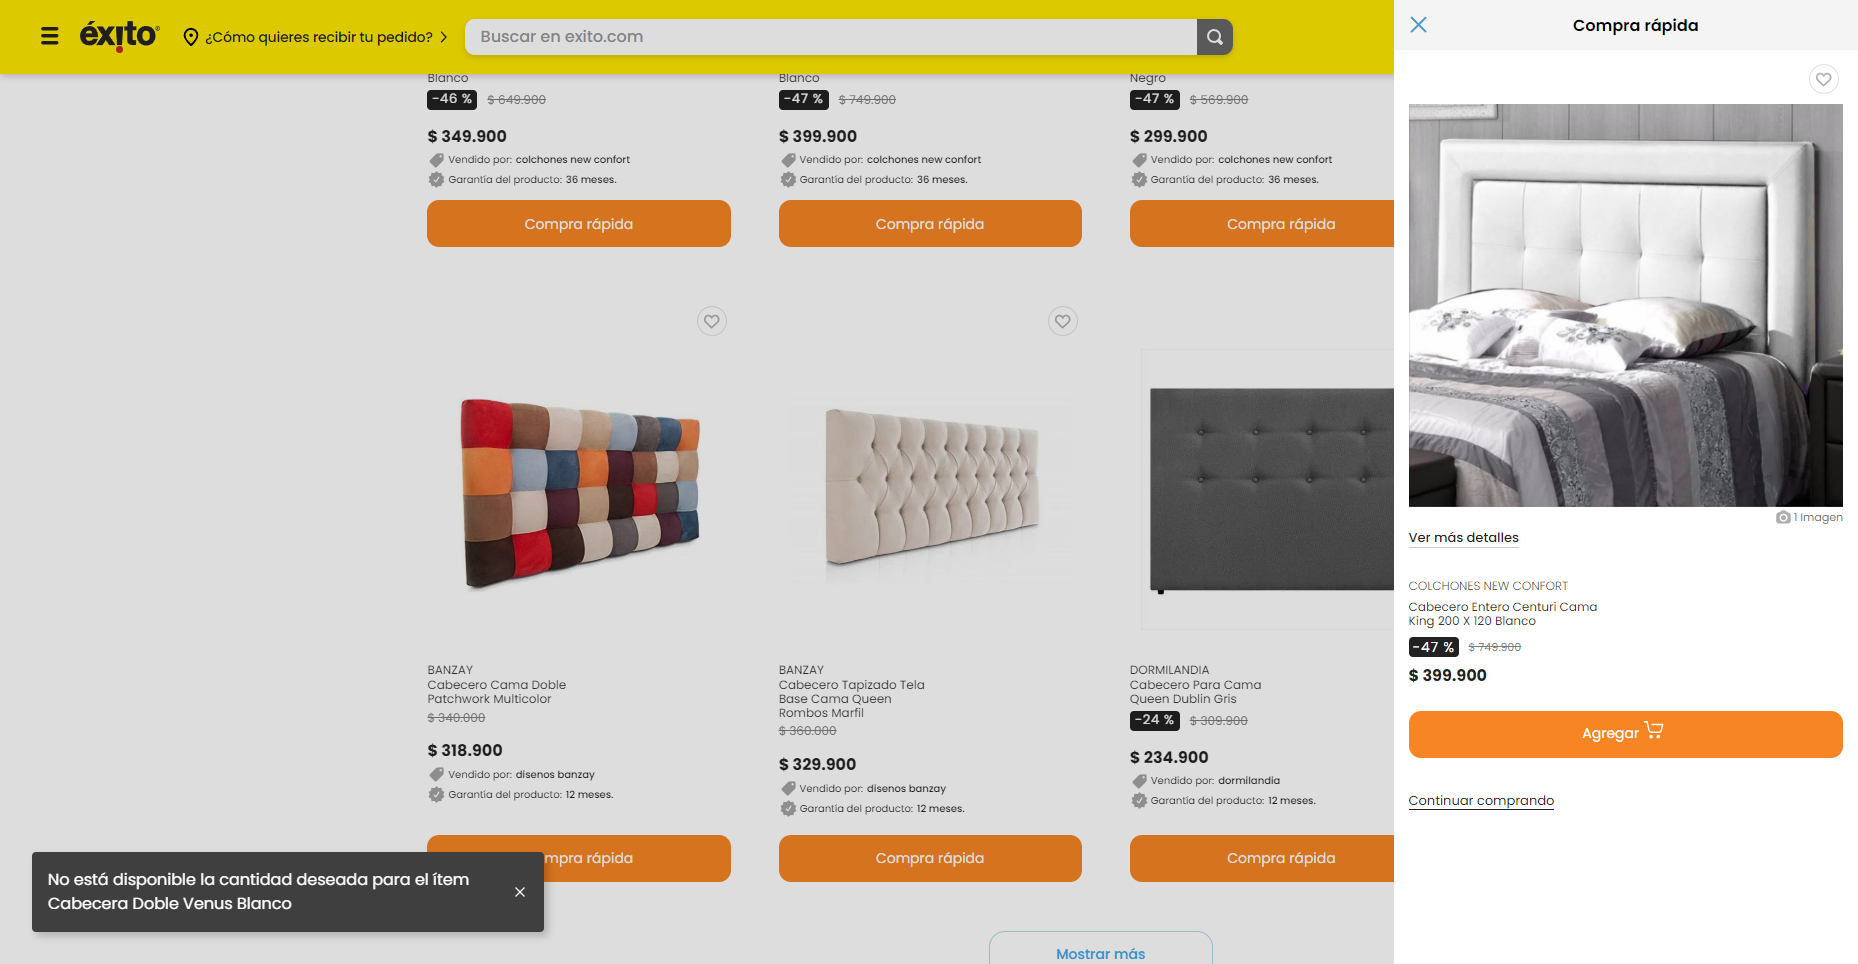 éxito
¿Cómo quieres recibir tu pedido?
Buscar en exito.com
Blanco
-46 % $ 649.900
$ 349.900
Vendido por: colchones new confort
Garantía del producto: 36 meses.
Compra rápida
Blanco
-47 % $ 749.900
$ 399.900
Vendido por: colchones new confort
Garantía del producto: 36 meses.
Compra rápida
Negro
-47 % $ 569.900
$ 299.900
Vendido por: colchones new confort
Garantía del producto: 36 meses.
Compra rápida
BANZAY
Cabecero Cama Doble
Patchwork Multicolor
$ 340.000
$ 318.900
Vendido por: disenos banzay
Garantía del producto: 12 meses.
mpra rápida
BANZAY
Cabecero Tapizado Tela
Base Cama Queen
Rombos Marfil
$ 360.000
$ 329.900
Vendido por: disenos banzay
Garantía del producto: 12 meses.
Compra rápida
DORMILANDIA
Cabecero Para Cama
Queen Dublin Gris
-24 % $ 309.900
$ 234.900
Vendido por: dormilandia
Garantía del producto: 12 meses.
Compra rápida
No está disponible la cantidad deseada para el ítem
Cabecera Doble Venus Blanco
Mostrar más
Compra rápida
1 Imagen
Ver más detalles
COLCHONES NEW CONFORT
Cabecero Entero Centuri Cama
King 200 X 120 Blanco
-47 % $ 749.900
$ 399.900
Agregar
Continuar comprando